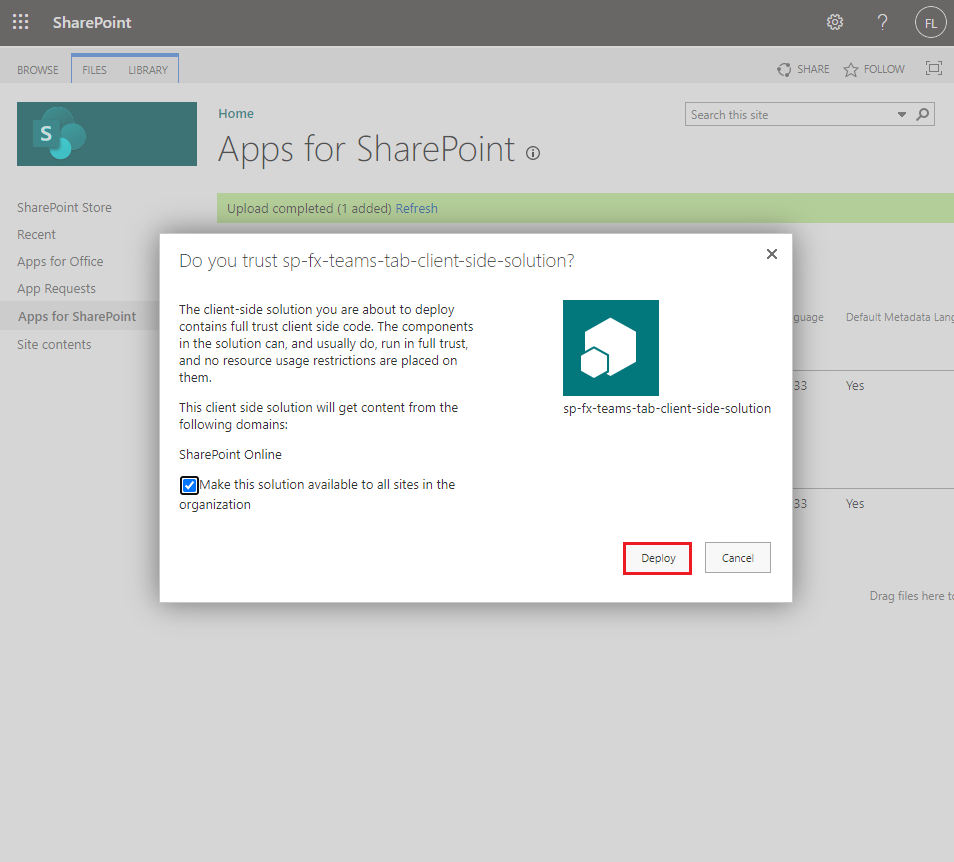 SharePoint
?
FL
BROWSE
FILES
LIBRARY
SHARE
FOLLOW
S
Home
Search this site
Apps for SharePoint
Upload completed (1 added) Refresh
SharePoint Store
Recent
Apps for Office
App Requests
Apps for SharePoint
Site contents
Do you trust sp-fx-teams-tab-client-side-solution?
The client-side solution you are about to deploy
contains full trust client side code. The components
in the solution can, and usually do, run in full trust,
and no resource usage restrictions are placed on
them.
This client side solution will get content from the
following domains:
SharePoint Online
Make this solution available to all sites in the
organization
sp-fx-teams-tab-client-side-solution
Deploy
Cancel
guage
Default Metadata Lang
33
Yes
33
Yes
Drag files here to